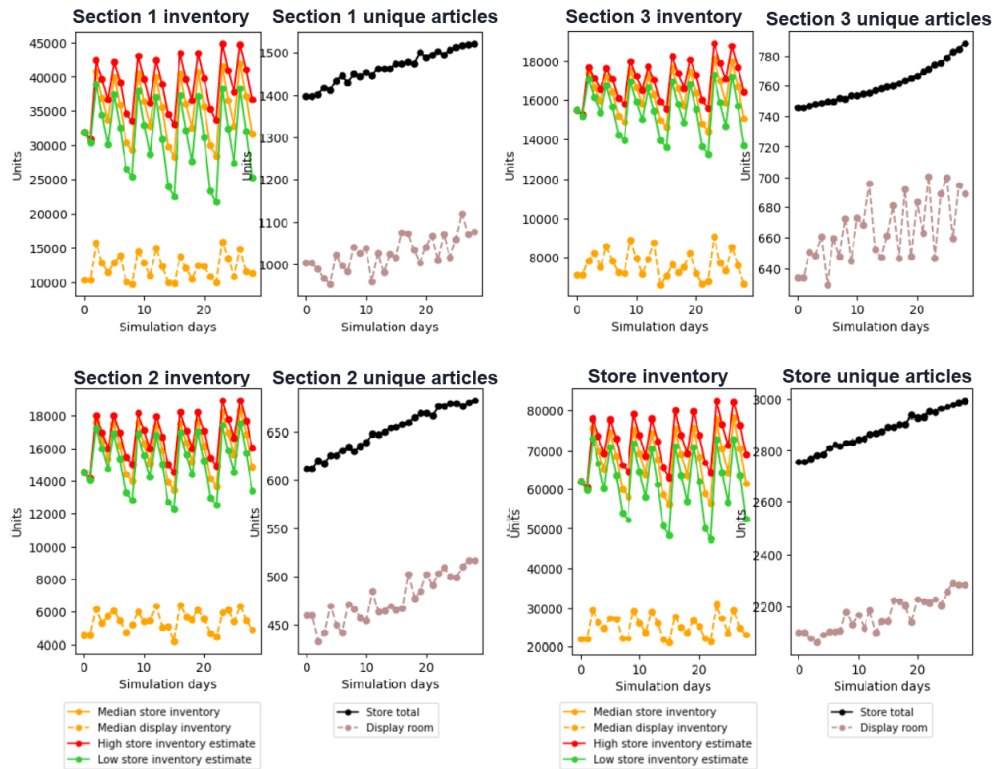 Section 1 inventory
45000
40000
35000
30000
25000
20000
15000
10000
Units
0
10
20
Simulation days
Section 1 unique articles
1500
1400
1300
1200
1100
1000
Units
0
20
Simulation days
Section 3 inventory
18000
16000
14000
12000
10000
8000
Units
0
10
20
Simulation days
Section 3 unique articles
780
760
740
720
700
680
660
640
Units
0
20
Simulation days
Section 2 inventory
18000
16000
14000
12000
10000
8000
6000
4000
Units
0
10
20
Simulation days
Median store inventory
Median display inventory
High store inventory estimate
Low store inventory estimate
Section 2 unique articles
650
600
550
500
450
Units
0
20
Simulation days
Store total
Display room
Store inventory
80000
70000
60000
50000
40000
30000
20000
Units
0
10
20
Simulation days
Median store inventory
Median display inventory
High store inventory estimate
Low store inventory estimate
Store unique articles
3000
2800
2600
2400
2200
Units
0
20
Simulation days
Store total
Display room